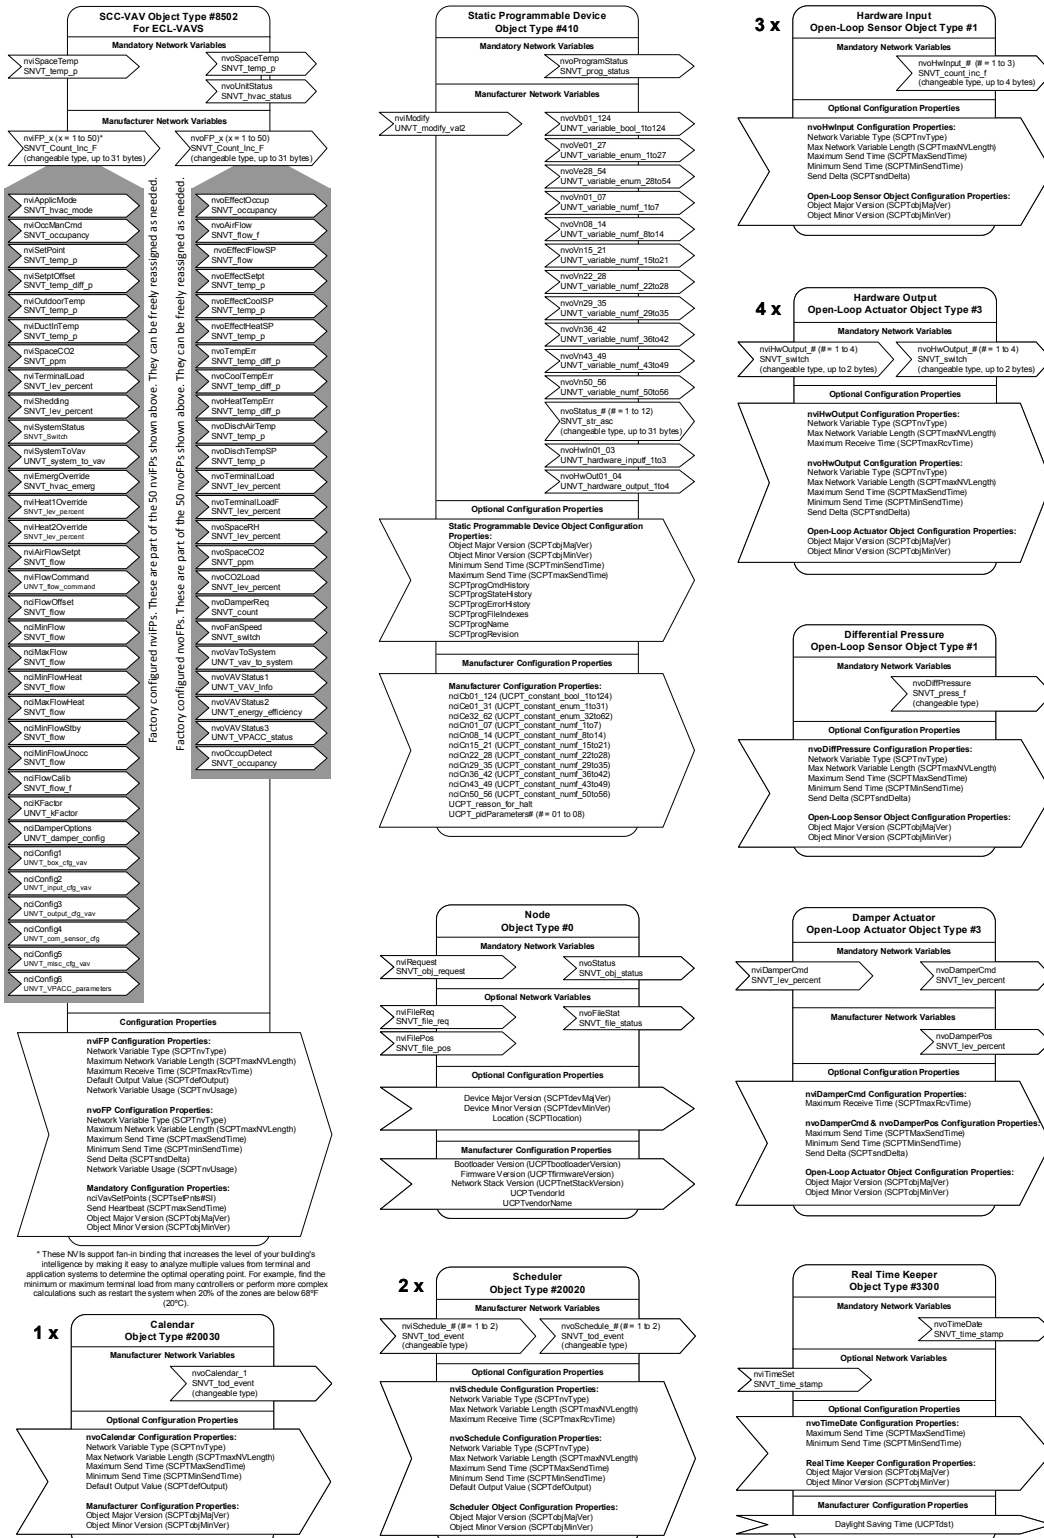 SCC-VAV Object Type #8502
For ECL-VAVS
Mandatory Network Variables
nviSpaceTemp
SNVT_temp_p
nvoSpaceTemp
SNVT_temp_p
nvoUnitStatus
SNVT_hvac_status
Manufacturer Network Variables
nviFP_x (x = 1 to 50)*
SNVT_Count_Inc_F
(changeable type, up to 31 bytes)
nvoFP_x (x = 1 to 50)
SNVT_Count_Inc_F
(changeable type, up to 31 bytes)
nviApplicMode
SNVT_hvac_mode
nviOccManCmd
SNVT_occupancy
nviSetPoint
SNVT_temp_p
nviSetptOffset
SNVT_temp_diff_p
nviOutdoorTemp
SNVT_temp_p
nviDuctInTemp
SNVT_temp_p
nviSpaceCO2
SNVT_ppm
nviTerminalLoad
SNVT_lev_percent
nviShedding
SNVT_lev_percent
nviSystemStatus
SNVT_Switch
nviSystemToVav
UNVT_system_to_vav
nviEmergOverride
SNVT_hvac_emerg
nviHeat1Override
SNVT_lev_percent
nviHeat2Override
SNVT_lev_percent
nviAirFlowSetpt
SNVT_flow
nviFlowCommand
UNVT_flow_command
nciFlowOffset
SNVT_flow
nciMinFlow
SNVT_flow
nciMaxFlow
SNVT_flow
nciMinFlowHeat
SNVT_flow
nciMaxFlowHeat
SNVT_flow
nciMinFlowStby
SNVT_flow
nciMinFlowUnocc
SNVT_flow
nciFlowCalib
SNVT_flow_f
nciKFactor
UNVT_kFactor
nciDamperOptions
UNVT_damper_config
nciConfig1
UNVT_box_cfg_vav
nciConfig2
UNVT_input_cfg_vav
nciConfig3
UNVT_output_cfg_vav
nciConfig4
UNVT_com_sensor_cfg
nciConfig5
UNVT_misc_cfg_vav
nciConfig6
UNVT_VPACC_parameters
Factory configured nviFPs. These are part of the 50 nviFPs shown above. They can be freely reassigned as needed.
Factory configured nvoFPs. These are part of the 50 nvoFPs shown above. They can be freely reassigned as needed.
nvoEffectOccup
SNVT_occupancy
nvoAirFlow
SNVT_flow_f
nvoEffectFlowSP
SNVT_flow
nvoEffectSetpt
SNVT_temp_p
nvoEffectCoolSP
SNVT_temp_p
nvoEffectHeatSP
SNVT_temp_p
nvoTempErr
SNVT_temp_diff_p
nvoCoolTempErr
SNVT_temp_diff_p
nvoHeatTempErr
SNVT_temp_diff_p
nvoDischAirTemp
SNVT_temp_p
nvoDischTempSP
SNVT_temp_p
nvoTerminalLoad
SNVT_lev_percent
nvoTerminalLoadF
SNVT_lev_percent
nvoSpaceRH
SNVT_lev_percent
nvoSpaceCO2
SNVT_ppm
nvoCO2Load
SNVT_lev_percent
nvoDamperReq
SNVT_count
nvoFanSpeed
SNVT_switch
nvoVavToSystem
UNVT_vav_to_system
nvoVAVStatus1
UNVT_VAV_Info
nvoVAVStatus2
UNVT_energy_efficiency
nvoVAVStatus3
UNVT_VPACC_status
nvoOccupDetect
SNVT_occupancy
Configuration Properties
nviFP Configuration Properties:
Network Variable Type (SCPTnvType)
Maximum Network Variable Length (SCPTmaxNVLength)
Maximum Receive Time (SCPTmaxRcvTime)
Default Output Value (SCPTdefOutput)
Network Variable Usage (SCPTnvUsage)
nvoFP Configuration Properties:
Network Variable Type (SCPTnvType)
Maximum Network Variable Length (SCPTmaxNVLength)
Maximum Send Time (SCPTmaxSendTime)
Minimum Send Time (SCPTminSendTime)
Send Delta (SCPTsndDelta)
Network Variable Usage (SCPTnvUsage)
Mandatory Configuration Properties:
nciVavSetPoints (SCPTsetPnts#SI)
Send Heartbeat (SCPTmaxSendTime)
Object Major Version (SCPTobjMajVer)
Object Minor Version (SCPTobjMinVer)
* These NVIs support fan-in binding that increases the level of your building's
intelligence by making it easy to analyze multiple values from terminal and
application systems to determine the optimal operating point. For example, find the
minimum or maximum terminal load from many controllers or perform more complex
calculations such as restart the system when 20% of the zones are below 68°F
(20°C).
1 x
Calendar
Object Type #20030
Manufacturer Network Variables
nvoCalendar_1
SNVT_tod_event
(changeable type)
Optional Configuration Properties
nvoCalendar Configuration Properties:
Network Variable Type (SCPTnvType)
Max Network Variable Length (SCPTmaxNVLength)
Maximum Send Time (SCPTMaxSendTime)
Minimum Send Time (SCPTMinSendTime)
Default Output Value (SCPTdefOutput)
Manufacturer Configuration Properties:
Object Major Version (SCPTobjMajVer)
Object Minor Version (SCPTobjMinVer)
Static Programmable Device
Object Type #410
Mandatory Network Variables
nvoProgramStatus
SNVT_prog_status
Manufacturer Network Variables
nviModify
UNVT_modify_val2
nvoVb01_124
UNVT_variable_bool_1to124
nvoVe01_27
UNVT_variable_enum_1to27
nvoVe28_54
UNVT_variable_enum_28to54
nvoVn01_07
UNVT_variable_numf_1to7
nvoVn08_14
UNVT_variable_numf_8to14
nvoVn15_21
UNVT_variable_numf_15to21
nvoVn22_28
UNVT_variable_numf_22to28
nvoVn29_35
UNVT_variable_numf_29to35
nvoVn36_42
UNVT_variable_numf_36to42
nvoVn43_49
UNVT_variable_numf_43to49
nvoVn50_56
UNVT_variable_numf_50to56
nvoStatus_# (# = 1 to 12)
SNVT_str_asc
(changeable type, up to 31 bytes)
nvoHwIn01_03
UNVT_hardware_inputf_1to3
nvoHwOut01_04
UNVT_hardware_output_1to4
Optional Configuration Properties
Static Programmable Device Object Configuration
Properties:
Object Major Version (SCPTobjMajVer)
Object Minor Version (SCPTobjMinVer)
Minimum Send Time (SCPTminSendTime)
Maximum Send Time (SCPTmaxSendTime)
SCPTprogCmdHistory
SCPTprogStateHistory
SCPTprogErrorHistory
SCPTprogFileIndexes
SCPTprogName
SCPTprogRevision
Manufacturer Configuration Properties
Manufacturer Configuration Properties:
nciCb01_124 (UCPT_constant_bool_1to124)
nciCe01_31 (UCPT_constant_enum_1to31)
nciCe32_62 (UCPT_constant_enum_32to62)
nciCn01_07 (UCPT_constant_numf_1to7)
nciCn08_14 (UCPT_constant_numf_8to14)
nciCn15_21 (UCPT_constant_numf_15to21)
nciCn22_28 (UCPT_constant_numf_22to28)
nciCn29_35 (UCPT_constant_numf_29to35)
nciCn36_42 (UCPT_constant_numf_36to42)
nciCn43_49 (UCPT_constant_numf_43to49)
nciCn50_56 (UCPT_constant_numf_50to56)
UCPT_reason_for_halt
UCPT_pidParameters# (# = 01 to 08)
Node
Object Type #0
Mandatory Network Variables
nviRequest
SNVT_obj_request
nvoStatus
SNVT_obj_status
Optional Network Variables
nviFileReq
SNVT_file_req
nvoFileStat
SNVT_file_status
nviFilePos
SNVT_file_pos
Optional Configuration Properties
Device Major Version (SCPTdevMajVer)
Device Minor Version (SCPTdevMinVer)
Location (SCPTlocation)
Manufacturer Configuration Properties
Bootloader Version (UCPTbootloaderVersion)
Firmware Version (UCPTfirmwareVersion)
Network Stack Version (UCPTnetStackVersion)
UCPTvendorId
UCPTvendorName
2 x
Scheduler
Object Type #20020
Manufacturer Network Variables
nviSchedule_# (# = 1 to 2)
SNVT_tod_event
(changeable type)
nvoSchedule_# (# = 1 to 2)
SNVT_tod_event
(changeable type)
Optional Configuration Properties
nviSchedule Configuration Properties:
Network Variable Type (SCPTnvType)
Max Network Variable Length (SCPTmaxNVLength)
Maximum Receive Time (SCPTmaxRcvTime)
nvoSchedule Configuration Properties:
Network Variable Type (SCPTnvType)
Max Network Variable Length (SCPTmaxNVLength)
Maximum Send Time (SCPTMaxSendTime)
Minimum Send Time (SCPTMinSendTime)
Default Output Value (SCPTdefOutput)
Scheduler Object Configuration Properties:
Object Major Version (SCPTobjMajVer)
Object Minor Version (SCPTobjMinVer)
3 x
Hardware Input
Open-Loop Sensor Object Type #1
Mandatory Network Variables
nvoHwInput_# (# = 1 to 3)
SNVT_count_inc_f
(changeable type, up to 4 bytes)
Optional Configuration Properties
nvoHwInput Configuration Properties:
Network Variable Type (SCPTnvType)
Max Network Variable Length (SCPTmaxNVLength)
Maximum Send Time (SCPTMaxSendTime)
Minimum Send Time (SCPTMinSendTime)
Send Delta (SCPTsndDelta)
Open-Loop Sensor Object Configuration Properties:
Object Major Version (SCPTobjMajVer)
Object Minor Version (SCPTobjMinVer)
4 x
Hardware Output
Open-Loop Actuator Object Type #3
Mandatory Network Variables
nviHwOutput_# (# = 1 to 4)
SNVT_switch
(changeable type, up to 2 bytes)
nvoHwOutput_# (# = 1 to 4)
SNVT_switch
(changeable type, up to 2 bytes)
Optional Configuration Properties
nviHwOutput Configuration Properties:
Network Variable Type (SCPTnvType)
Max Network Variable Length (SCPTmaxNVLength)
Maximum Receive Time (SCPTmaxRcvTime)
nvoHwOutput Configuration Properties:
Network Variable Type (SCPTnvType)
Max Network Variable Length (SCPTmaxNVLength)
Maximum Send Time (SCPTMaxSendTime)
Minimum Send Time (SCPTMinSendTime)
Send Delta (SCPTsndDelta)
Open-Loop Actuator Object Configuration Properties:
Object Major Version (SCPTobjMajVer)
Object Minor Version (SCPTobjMinVer)
Differential Pressure
Open-Loop Sensor Object Type #1
Mandatory Network Variables
nvoDiffPressure
SNVT_press_f
(changeable type)
Optional Configuration Properties
nvoDiffPressure Configuration Properties:
Network Variable Type (SCPTnvType)
Max Network Variable Length (SCPTmaxNVLength)
Maximum Send Time (SCPTMaxSendTime)
Minimum Send Time (SCPTMinSendTime)
Send Delta (SCPTsndDelta)
Open-Loop Sensor Object Configuration Properties:
Object Major Version (SCPTobjMajVer)
Object Minor Version (SCPTobjMinVer)
Damper Actuator
Open-Loop Actuator Object Type #3
Mandatory Network Variables
nviDamperCmd
SNVT_lev_percent
nvoDamperCmd
SNVT_lev_percent
Manufacturer Network Variables
nvoDamperPos
SNVT_lev_percent
Optional Configuration Properties
nviDamperCmd Configuration Properties:
Maximum Receive Time (SCPTmaxRcvTime)
nvoDamperCmd & nvoDamperPos Configuration Properties:
Maximum Send Time (SCPTMaxSendTime)
Minimum Send Time (SCPTMinSendTime)
Send Delta (SCPTsndDelta)
Open-Loop Actuator Object Configuration Properties:
Object Major Version (SCPTobjMajVer)
Object Minor Version (SCPTobjMinVer)
Real Time Keeper
Object Type #3300
Mandatory Network Variables
nvoTimeDate
SNVT_time_stamp
Optional Network Variables
nviTimeSet
SNVT_time_stamp
Optional Configuration Properties
nvoTimeDate Configuration Properties:
Maximum Send Time (SCPTMaxSendTime)
Minimum Send Time (SCPTMinSendTime)
Real Time Keeper Configuration Properties:
Object Major Version (SCPTobjMajVer)
Object Minor Version (SCPTobjMinVer)
Manufacturer Configuration Properties
Daylight Saving Time (UCPTdst)